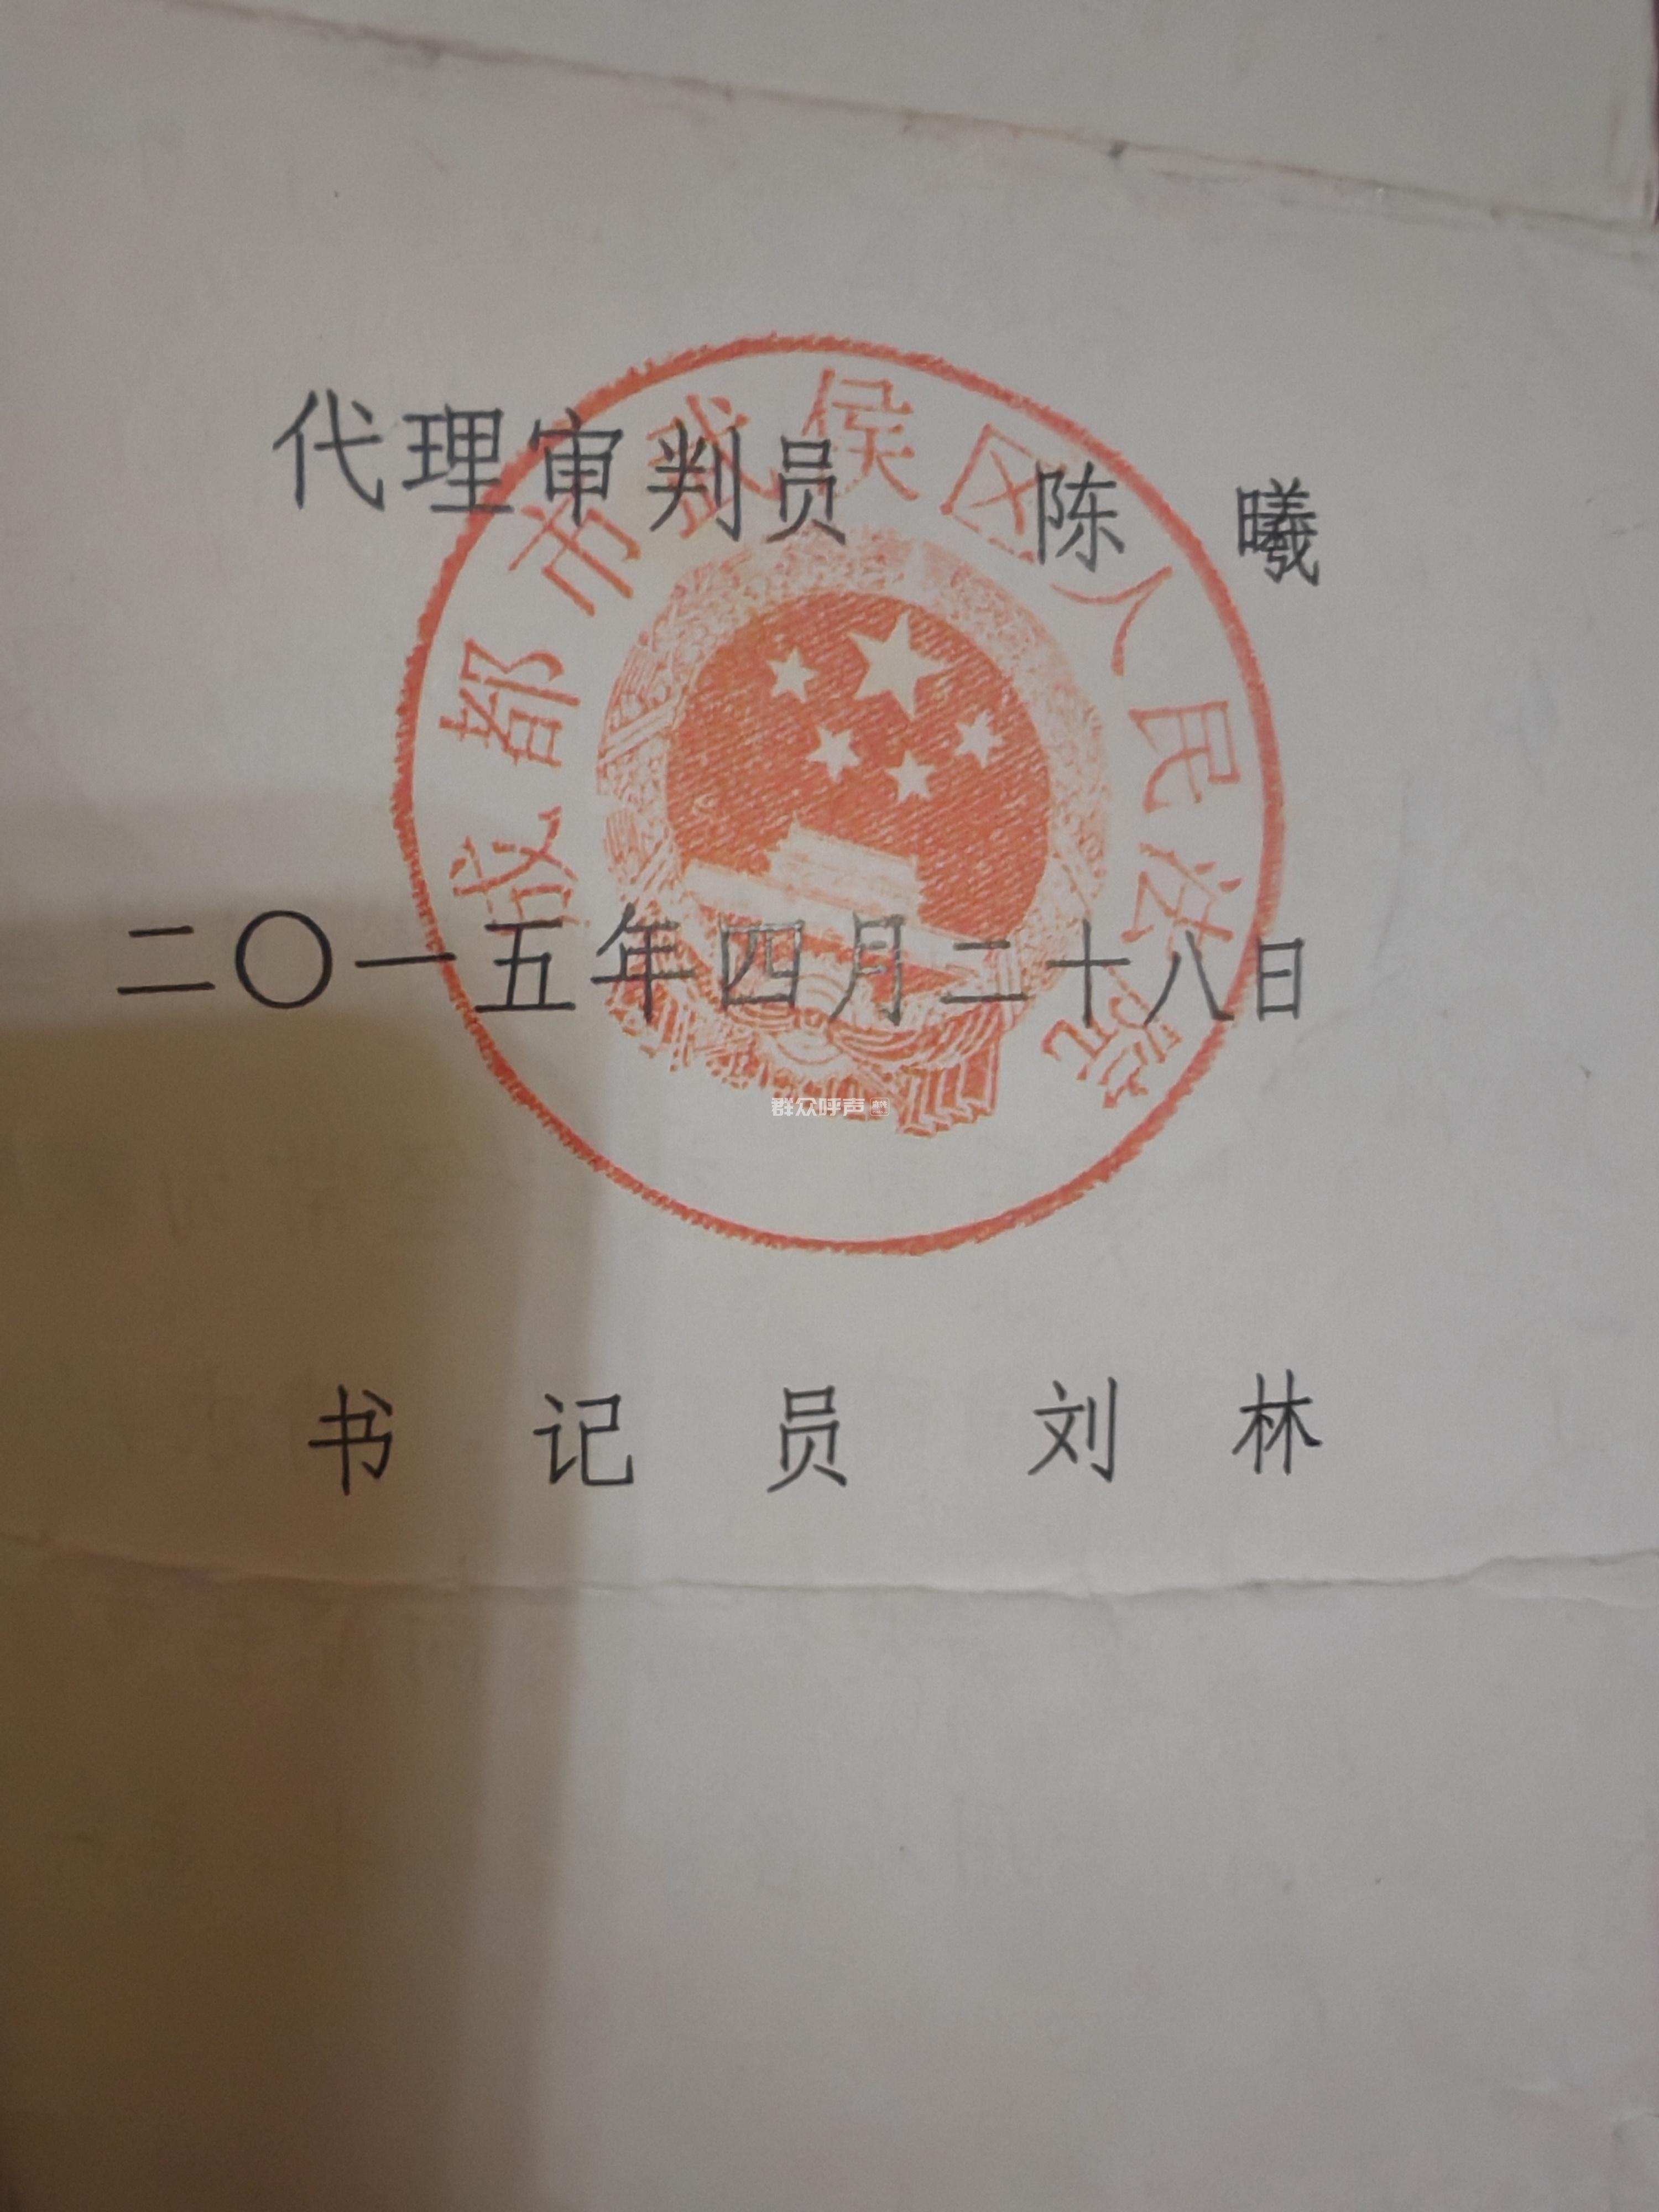 代理审判员 陈 曦
成都市武侯区人民法院
二〇一五年四月二十八日
群众呼声
书 记 员 刘 林